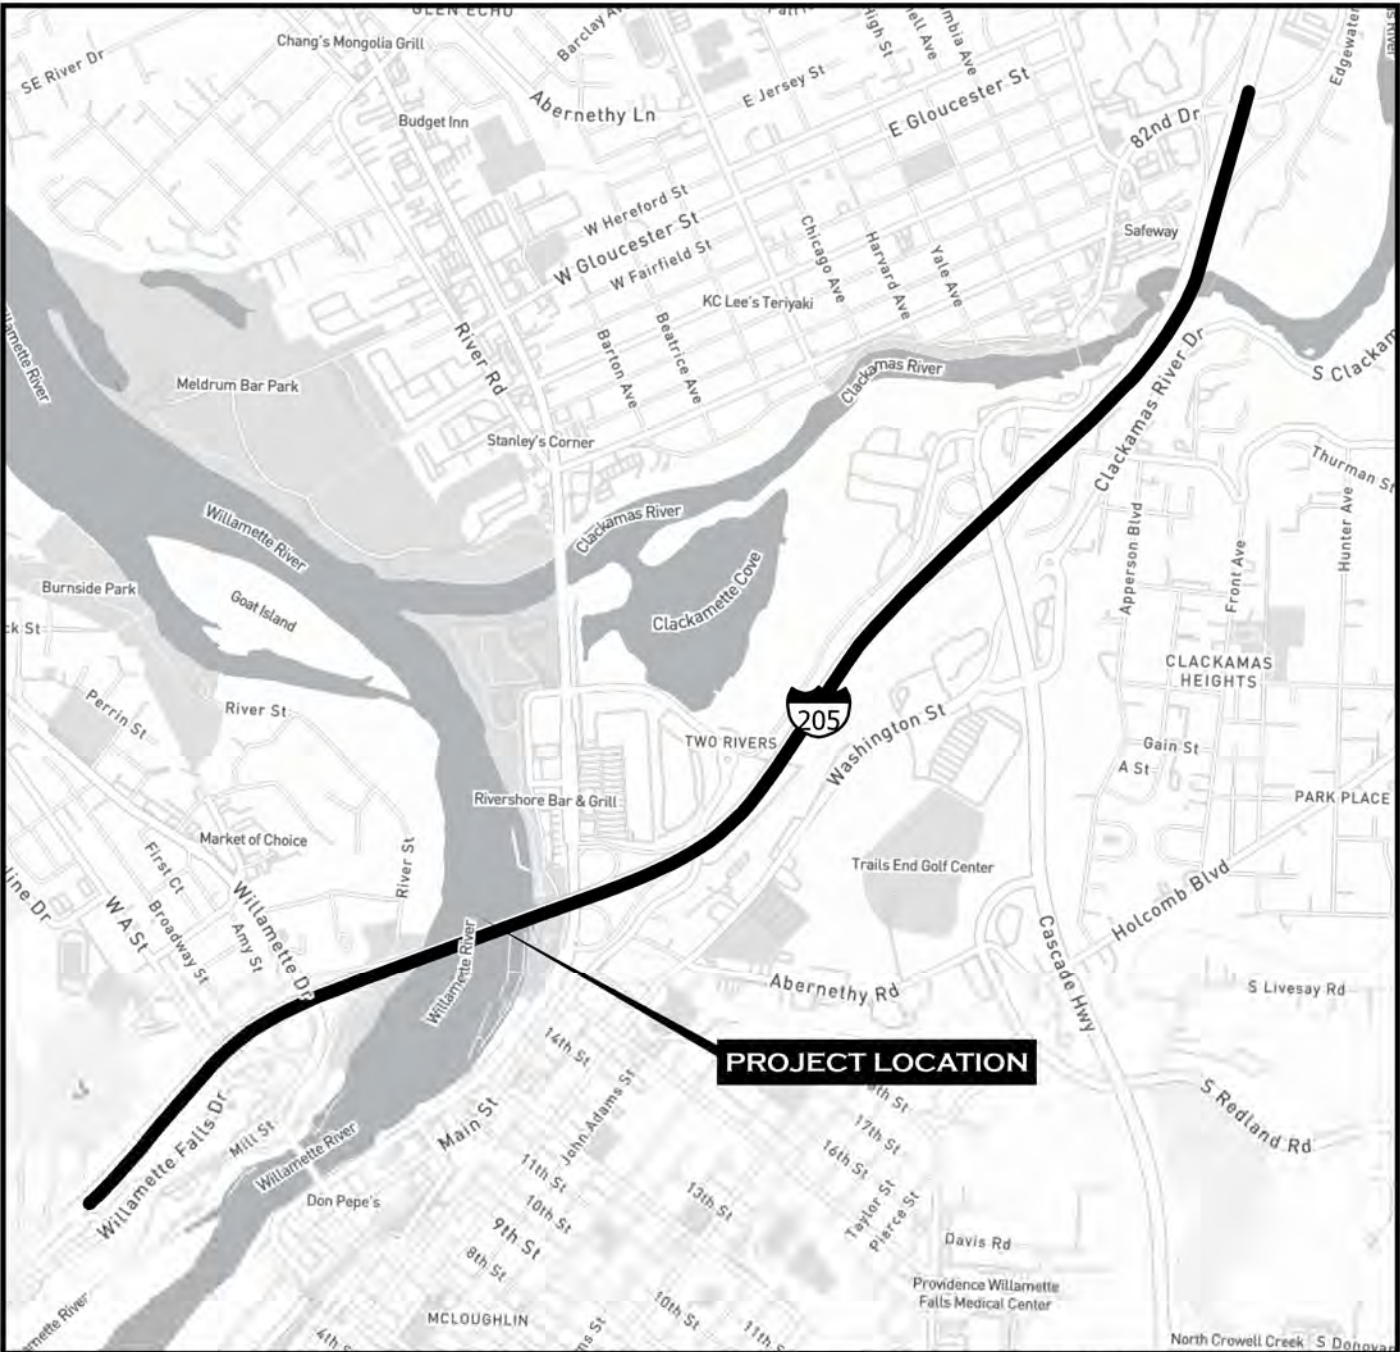 GLEN ECHO
Chang's Mongolia Grill
SE River Dr
Barclay
High St
E Jersey St
Edgewater
Abernethy Ln
Budget Inn
E Gloucester St
82nd Dr
W Hereford St
W Gloucester St
W Fairfield St
Chicago Ave
Harvard Ave
Yale Ave
Safeway
KC Lee's Teriyaki
River Rd
Barton Ave
Beatrice Ave
Clackamas River
Clackamas River Dr
Meldrum Bar Park
Stanley's Corner
Thurman St
Willamette River
Clackamas River
Apperson Blvd
Front Ave
Hunter Ave
Burnside Park
Goat Island
Clackamette Cove
CLACKAMAS
HEIGHTS
Perrin St
River St
205
TWO RIVERS
Washington St
Gain St
A St
Rivershore Bar & Grill
PARK PLACE
Market of Choice
First Ct
River St
Trails End Golf Center
Holcomb Blvd
W A St
Broadway St
Amy St
Willamette Dr
Willamette River
Cascade Hwy
Abernethy Rd
S Livesay Rd
14th St
PROJECT LOCATION
Willamette Falls Dr
Mill St
Main St
John Adams St
17th St
16th St
S Redland Rd
Willamette River
Don Pepe's
11th St
10th St
9th St
8th St
13th St
Taylor St
Pierce St
Davis Rd
Providence Willamette
Falls Medical Center
MCLOUGHLIN
10th St
11th St
4th S
North Crowell Creek
S Donovan